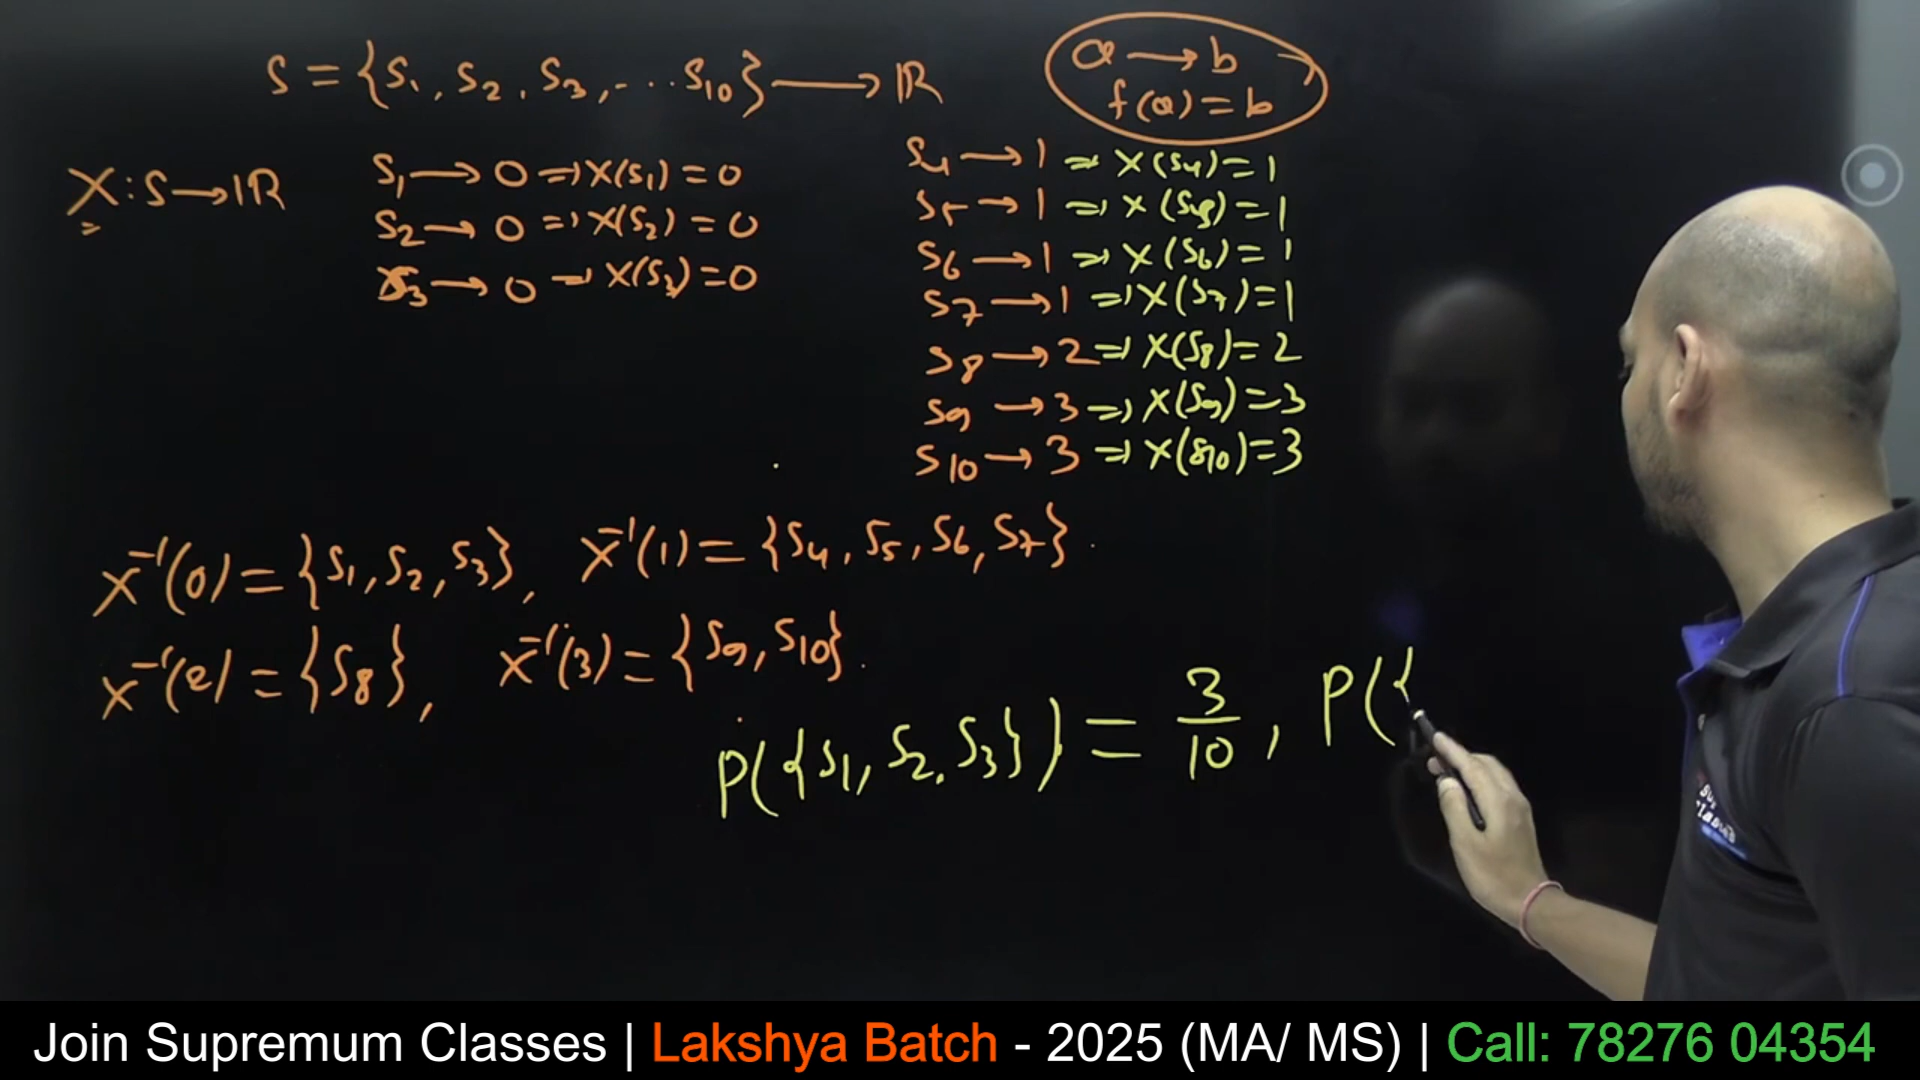 S = {S1, S2, S3, -...S10} ⟶ IR
a ⟶ b
f(a) = b
X : S → IR
S1 ⟶ 0 ⇒ X(S1) = 0
S2 ⟶ 0 ⇒ X(S2) = 0
S3 ⟶ 0 ⇒ X(S3) = 0
S4 ⟶ 1 ⇒ X(S4) = 1
S5 ⟶ 1 ⇒ X(S5) = 1
S6 ⟶ 1 ⇒ X(S6) = 1
S7 ⟶ 1 ⇒ X(S7) = 1
S8 ⟶ 2 ⇒ X(S8) = 2
S9 ⟶ 3 ⇒ X(S9) = 3
S10 ⟶ 3 ⇒ X(S10) = 3
X⁻¹(0) = {S1, S2, S3}, X⁻¹(1) = {S4, S5, S6, S7}.
X⁻¹(2) = {S8}, X⁻¹(3) = {S9, S10}.
P({S1, S2, S3}) = 3/10, P({
Join Supremum Classes | Lakshya Batch - 2025 (MA/ MS) | Call: 78276 04354